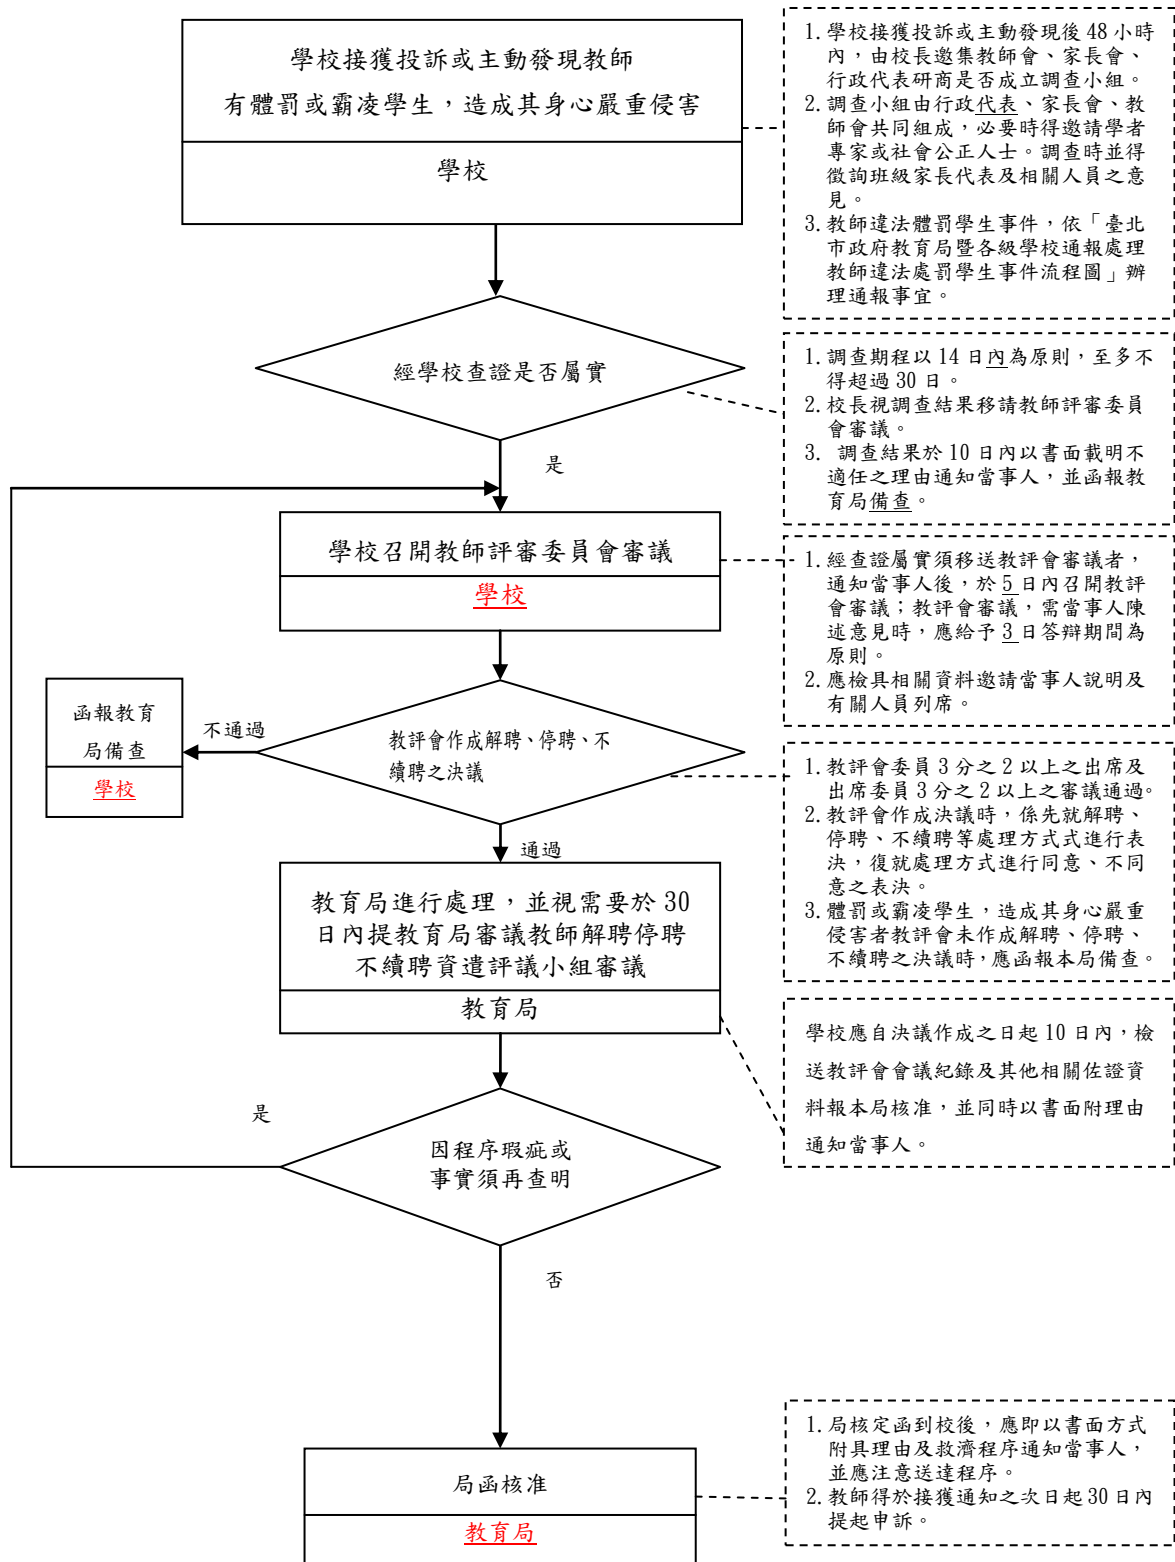 學校接獲投訴或主動發現教師
有體罰或霸凌學生，造成其身心嚴重侵害
學校
1.學校接獲投訴或主動發現後 48 小時
內，由校長邀集教師會、家長會、
行政代表研商是否成立調查小組。
2.調查小組由行政代表、家長會、教
師會共同組成，必要時得邀請學者
專家或社會公正人士。調查時並得
徵詢班級家長代表及相關人員之意
見。
3.教師違法體罰學生事件，依「臺北
市政府教育局暨各級學校通報處理
教師違法處罰學生事件流程圖」辦
理通報事宜。
經學校查證是否屬實
1.調查期程以 14 日內為原則，至多不
得超過 30 日。
2.校長視調查結果移請教師評審委員
會審議。
3. 調查結果於 10 日內以書面載明不
適任之理由通知當事人，並函報教
育局備查。
是
學校召開教師評審委員會審議
學校
1.經查證屬實須移送教評會審議者，
通知當事人後，於 5 日內召開教評
會審議；教評會審議，需當事人陳
述意見時，應給予 3 日答辯期間為
原則。
2.應檢具相關資料邀請當事人說明及
有關人員列席。
函報教育
局備查
學校
不通過
教評會作成解聘、停聘、不
續聘之決議
1.教評會委員 3 分之 2 以上之出席及
出席委員 3 分之 2 以上之審議通過。
2.教評會作成決議時，係先就解聘、
停聘、不續聘等處理方式式進行表
決，復就處理方式進行同意、不同
意之表決。
3.體罰或霸凌學生，造成其身心嚴重
侵害者教評會未作成解聘、停聘、
不續聘之決議時，應函報本局備查。
通過
教育局進行處理，並視需要於 30
日內提教育局審議教師解聘停聘
不續聘資遣評議小組審議
教育局
學校應自決議作成之日起 10 日內，檢
送教評會會議紀錄及其他相關佐證資
料報本局核准，並同時以書面附理由
通知當事人。
是
因程序瑕疵或
事實須再查明
否
局函核准
教育局
1.局核定函到校後，應即以書面方式
附具理由及救濟程序通知當事人，
並應注意送達程序。
2.教師得於接獲通知之次日起 30 日內
提起申訴。